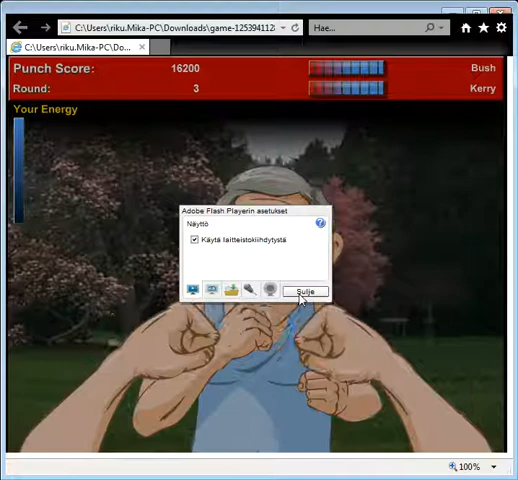 C:\Users\riku.Mika-PC\Downloads\game-1253941128
Hae...
C:\Users\riku.Mika-PC\Do...
Punch Score: 16200 Bush
Round: 3 Kerry
Your Energy
Adobe Flash Playerin asetukset
Näyttö
?
Käytä laitteistokiihdytystä
Sulje
100%